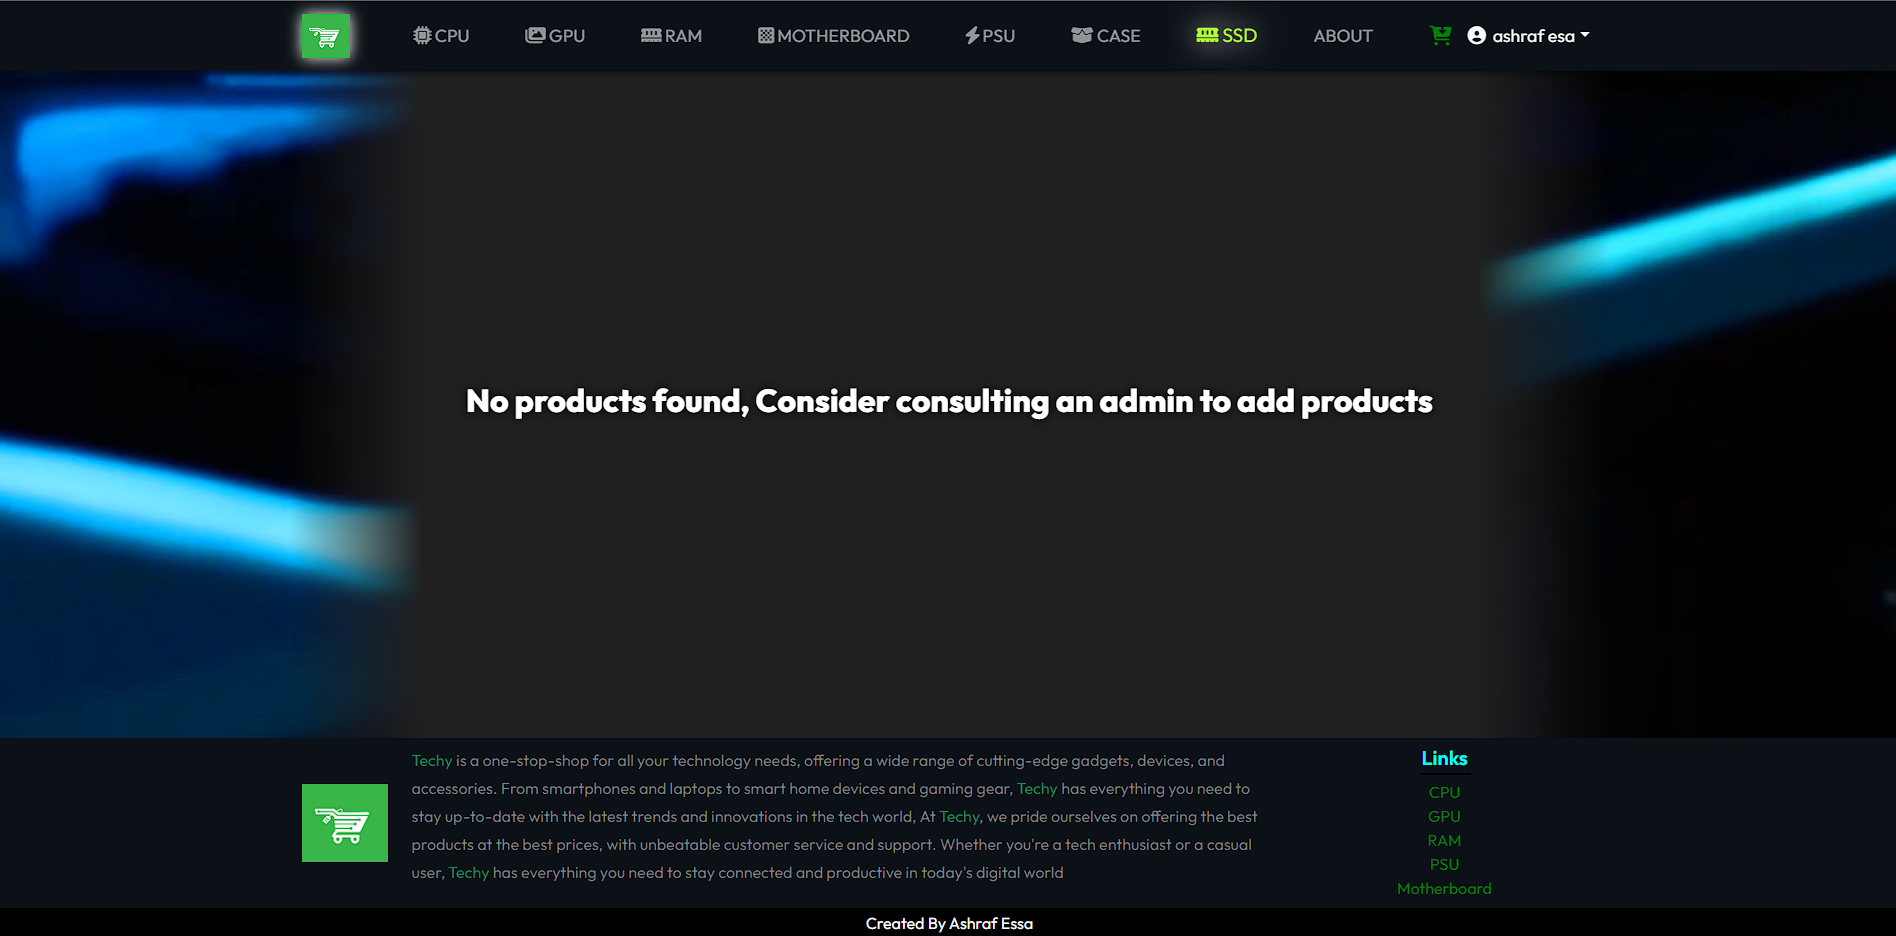 CPU GPU RAM MOTHERBOARD PSU CASE SSD ABOUT ashraf esa
No products found, Consider consulting an admin to add products
Techy is a one-stop-shop for all your technology needs, offering a wide range of cutting-edge gadgets, devices, and
accessories. From smartphones and laptops to smart home devices and gaming gear, Techy has everything you need to
stay up-to-date with the latest trends and innovations in the tech world, At Techy, we pride ourselves on offering the best
products at the best prices, with unbeatable customer service and support. Whether you're a tech enthusiast or a casual
user, Techy has everything you need to stay connected and productive in today's digital world
Links
CPU
GPU
RAM
PSU
Motherboard
Created By Ashraf Essa